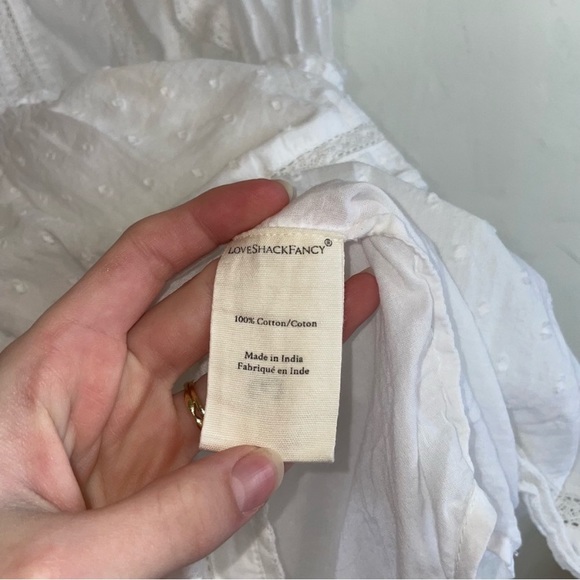 LOVESHACKFANCY®
100% Cotton/Coton
Made in India
Fabriqué en Inde